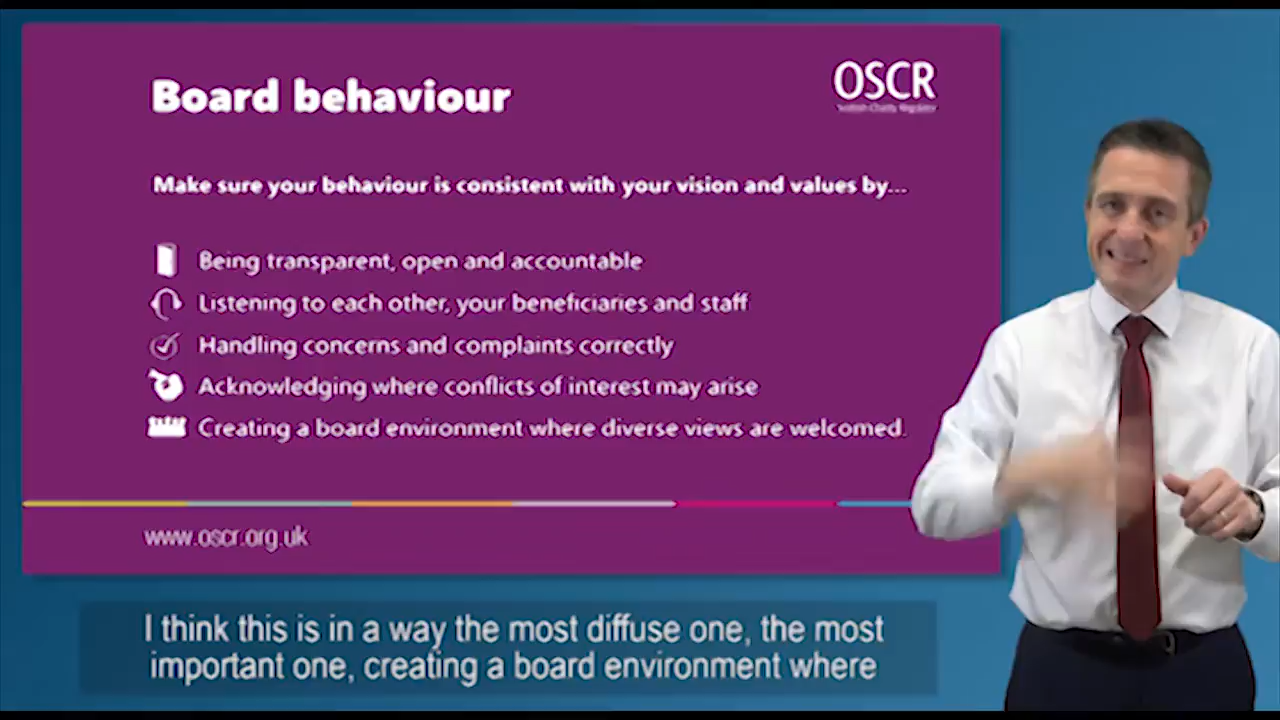 Board behaviour
OSCR
Scottish Charity Regulator
Make sure your behaviour is consistent with your vision and values by...
Being transparent, open and accountable
Listening to each other, your beneficiaries and staff
Handling concerns and complaints correctly
Acknowledging where conflicts of interest may arise
Creating a board environment where diverse views are welcomed.
www.oscr.org.uk
I think this is in a way the most diffuse one, the most
important one, creating a board environment where